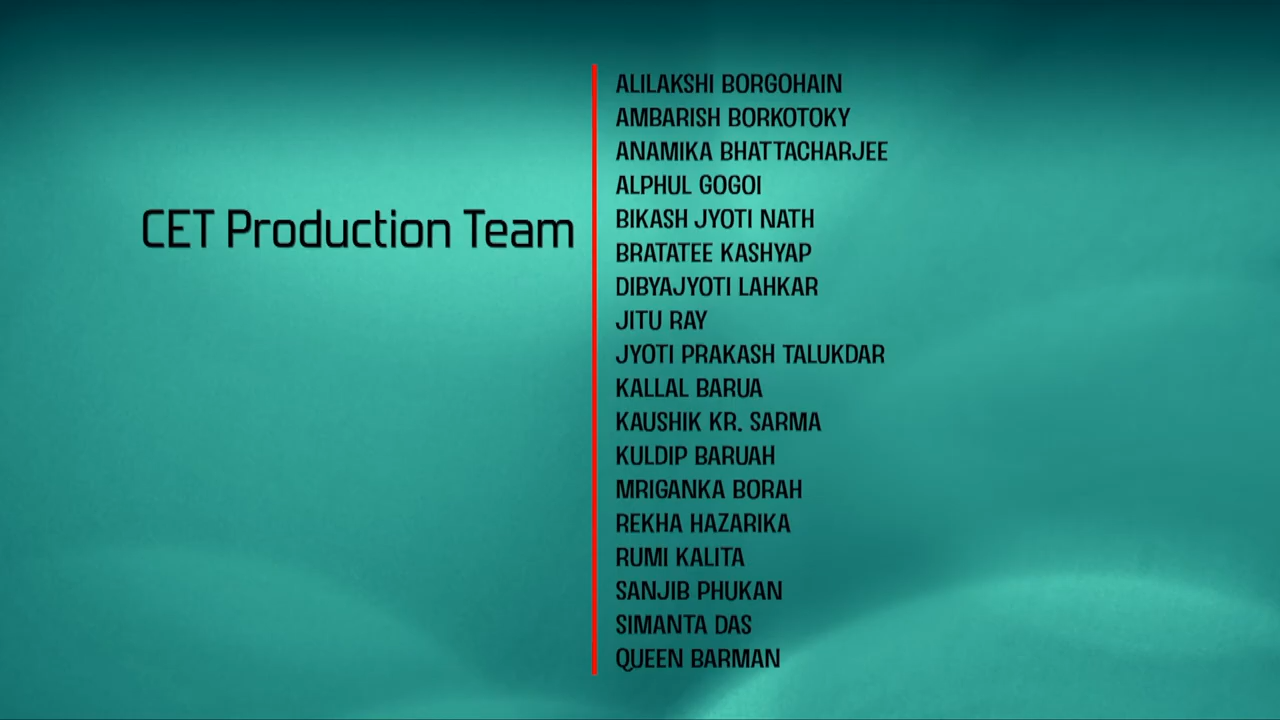 CET Production Team
ALILAKSHI BORGOHAIN
AMBARISH BORKOTOKY
ANAMIKA BHATTACHARJEE
ALPHUL GOGOI
BIKASH JYOTI NATH
BRATATEE KASHYAP
DIBYAJYOTI LAHKAR
JITU RAY
JYOTI PRAKASH TALUKDAR
KALLAL BARUA
KAUSHIK KR. SARMA
KULDIP BARUAH
MRIGANKA BORAH
REKHA HAZARIKA
RUMI KALITA
SANJIB PHUKAN
SIMANTA DAS
QUEEN BARMAN